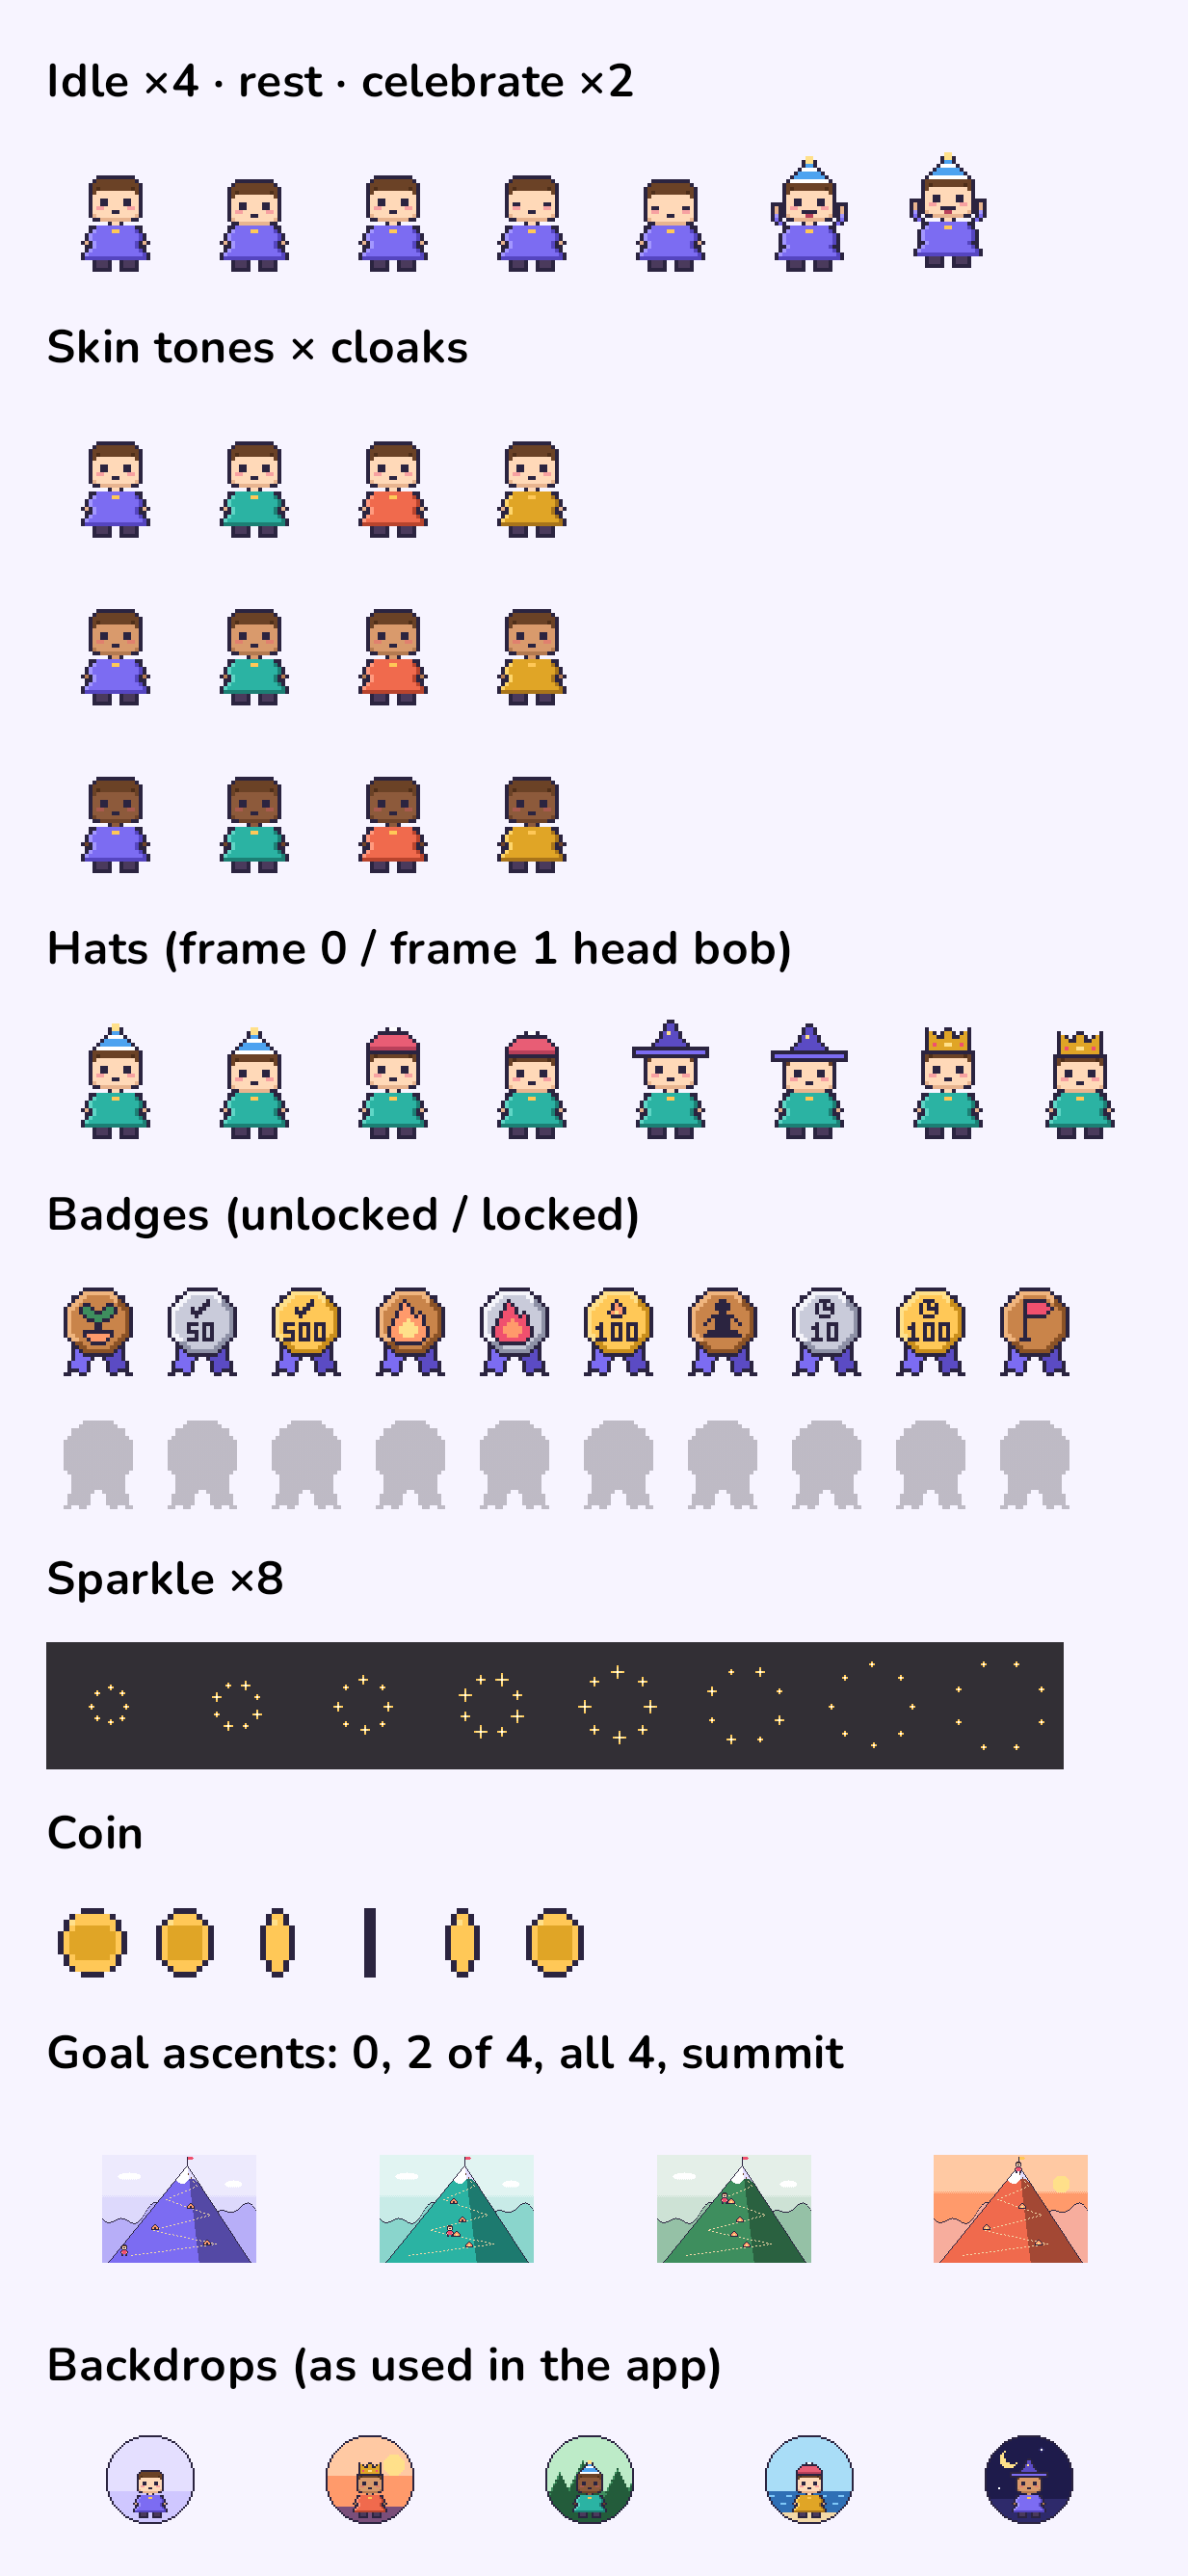 Idle ×4 · rest · celebrate ×2
Skin tones × cloaks
Hats (frame 0 / frame 1 head bob)
Badges (unlocked / locked)
50
500
100
10
100
Sparkle ×8
Coin
Goal ascents: 0, 2 of 4, all 4, summit
Backdrops (as used in the app)